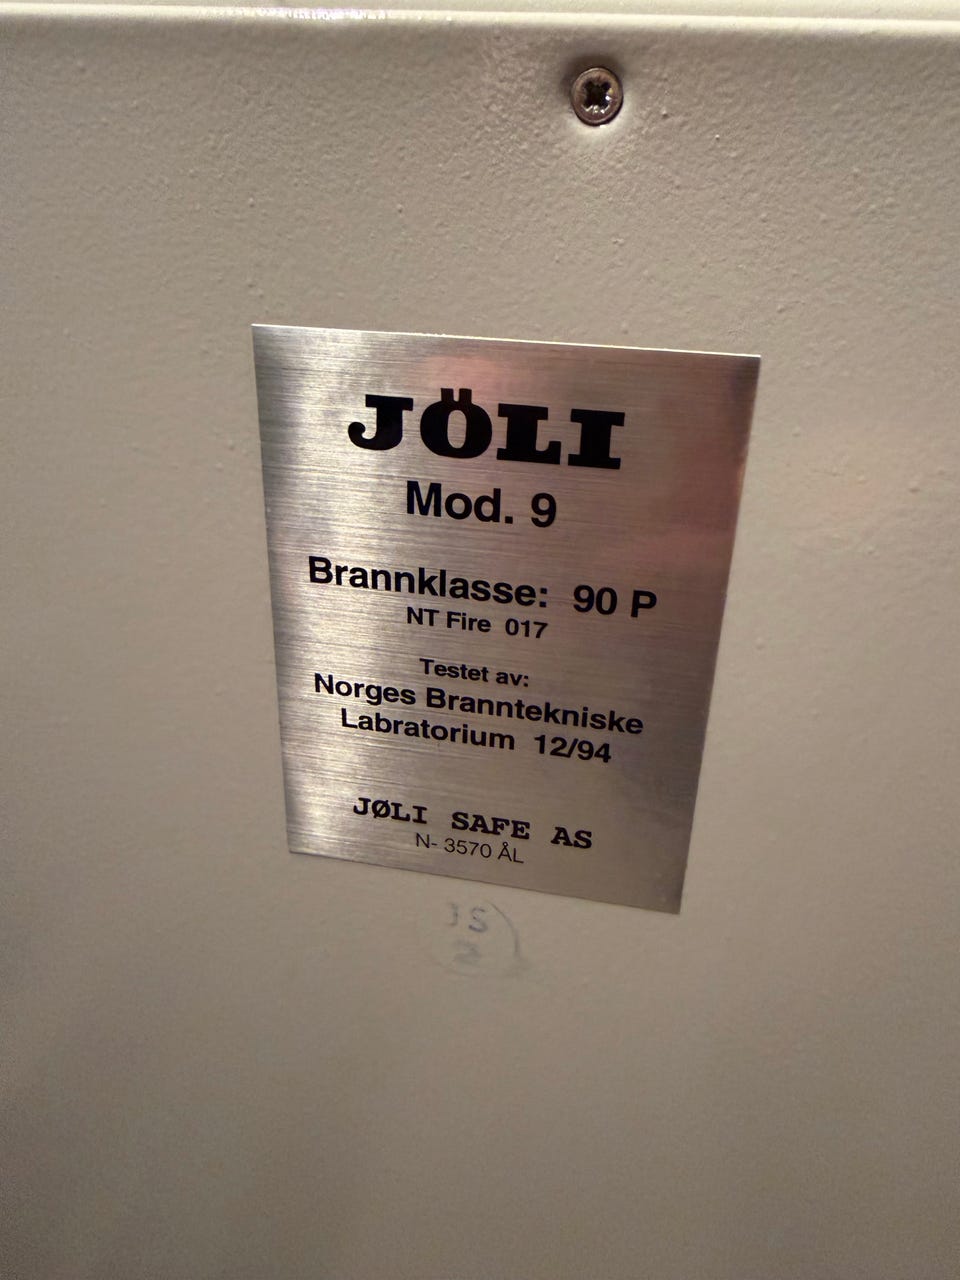 JÖLI
Mod. 9
Brannklasse: 90 P
NT Fire 017
Testet av:
Norges Branntekniske
Labratorium 12/94
JØLI SAFE AS
N- 3570 ÅL